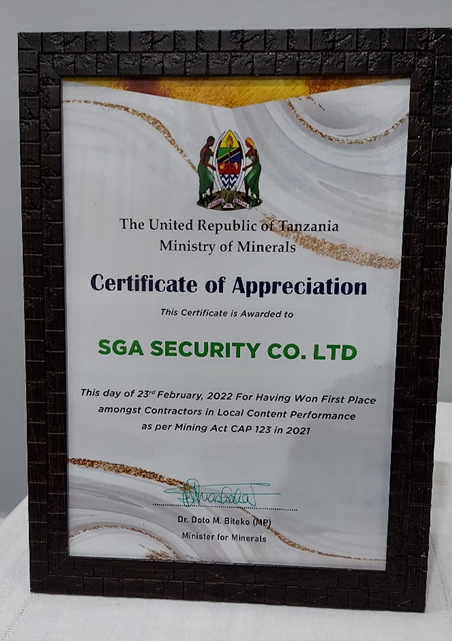 The United Republic of Tanzania
Ministry of Minerals
Certificate of Appreciation
This Certificate is Awarded to
SGA SECURITY CO. LTD
This day of 23rd February, 2022 For Having Won First Place
amongst Contractors in Local Content Performance
as per Mining Act CAP 123 in 2021
Dr. Doto M. Biteko (MP)
Minister for Minerals